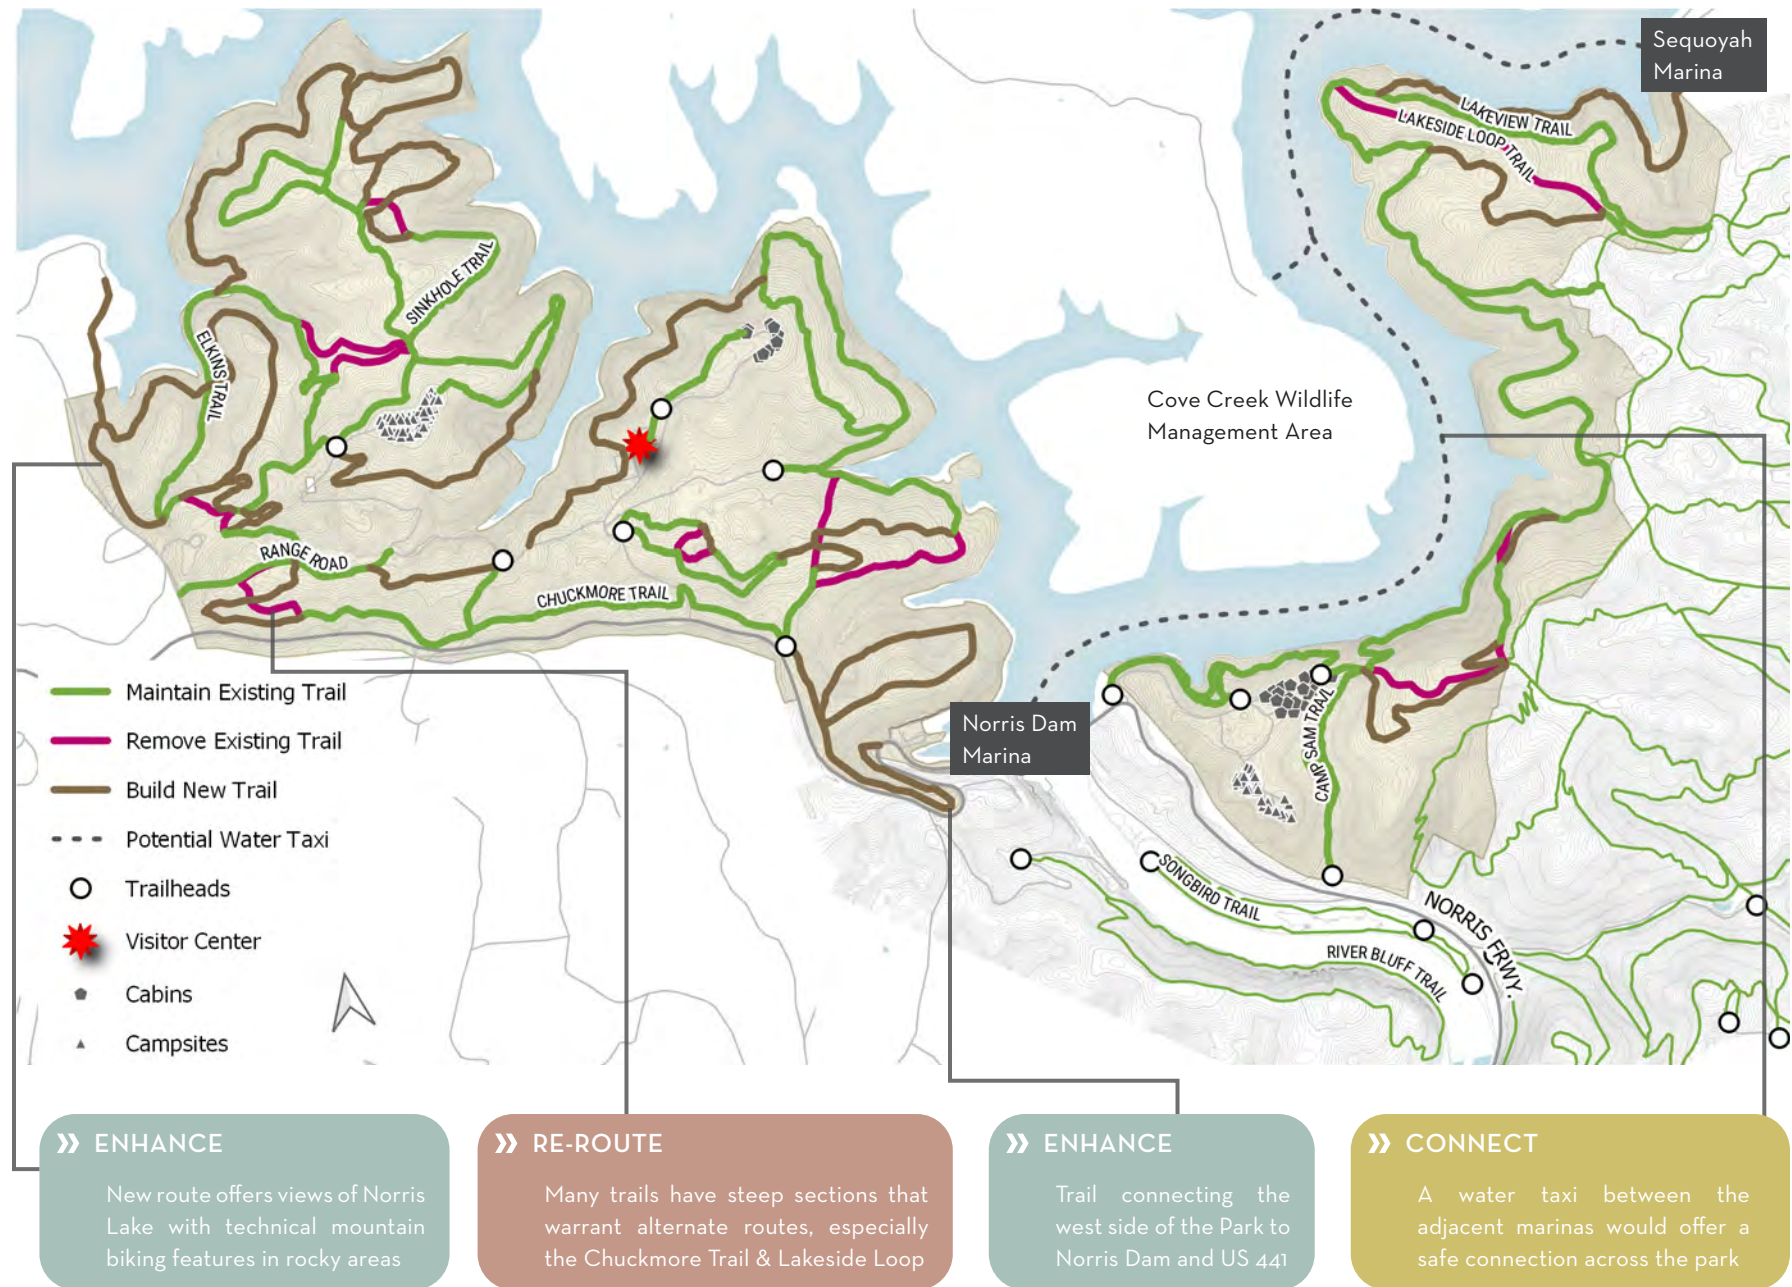 Sequoyah
Marina
LAKEVIEW TRAIL
LAKESIDE LOOP TRAIL
SINKHOLE TRAIL
ELKINS TRAIL
Cove Creek Wildlife
Management Area
RANGE ROAD
CHUCKMORE TRAIL
Norris Dam
Marina
CAMP SAM TRAIL
SONGBIRD TRAIL
NORRIS FRWY.
RIVER BLUFF TRAIL
Maintain Existing Trail
Remove Existing Trail
Build New Trail
Potential Water Taxi
Trailheads
Visitor Center
Cabins
Campsites
» ENHANCE
New route offers views of Norris
Lake with technical mountain
biking features in rocky areas
» RE-ROUTE
Many trails have steep sections that
warrant alternate routes, especially
the Chuckmore Trail & Lakeside Loop
» ENHANCE
Trail connecting the
west side of the Park to
Norris Dam and US 441
» CONNECT
A water taxi between the
adjacent marinas would offer a
safe connection across the park